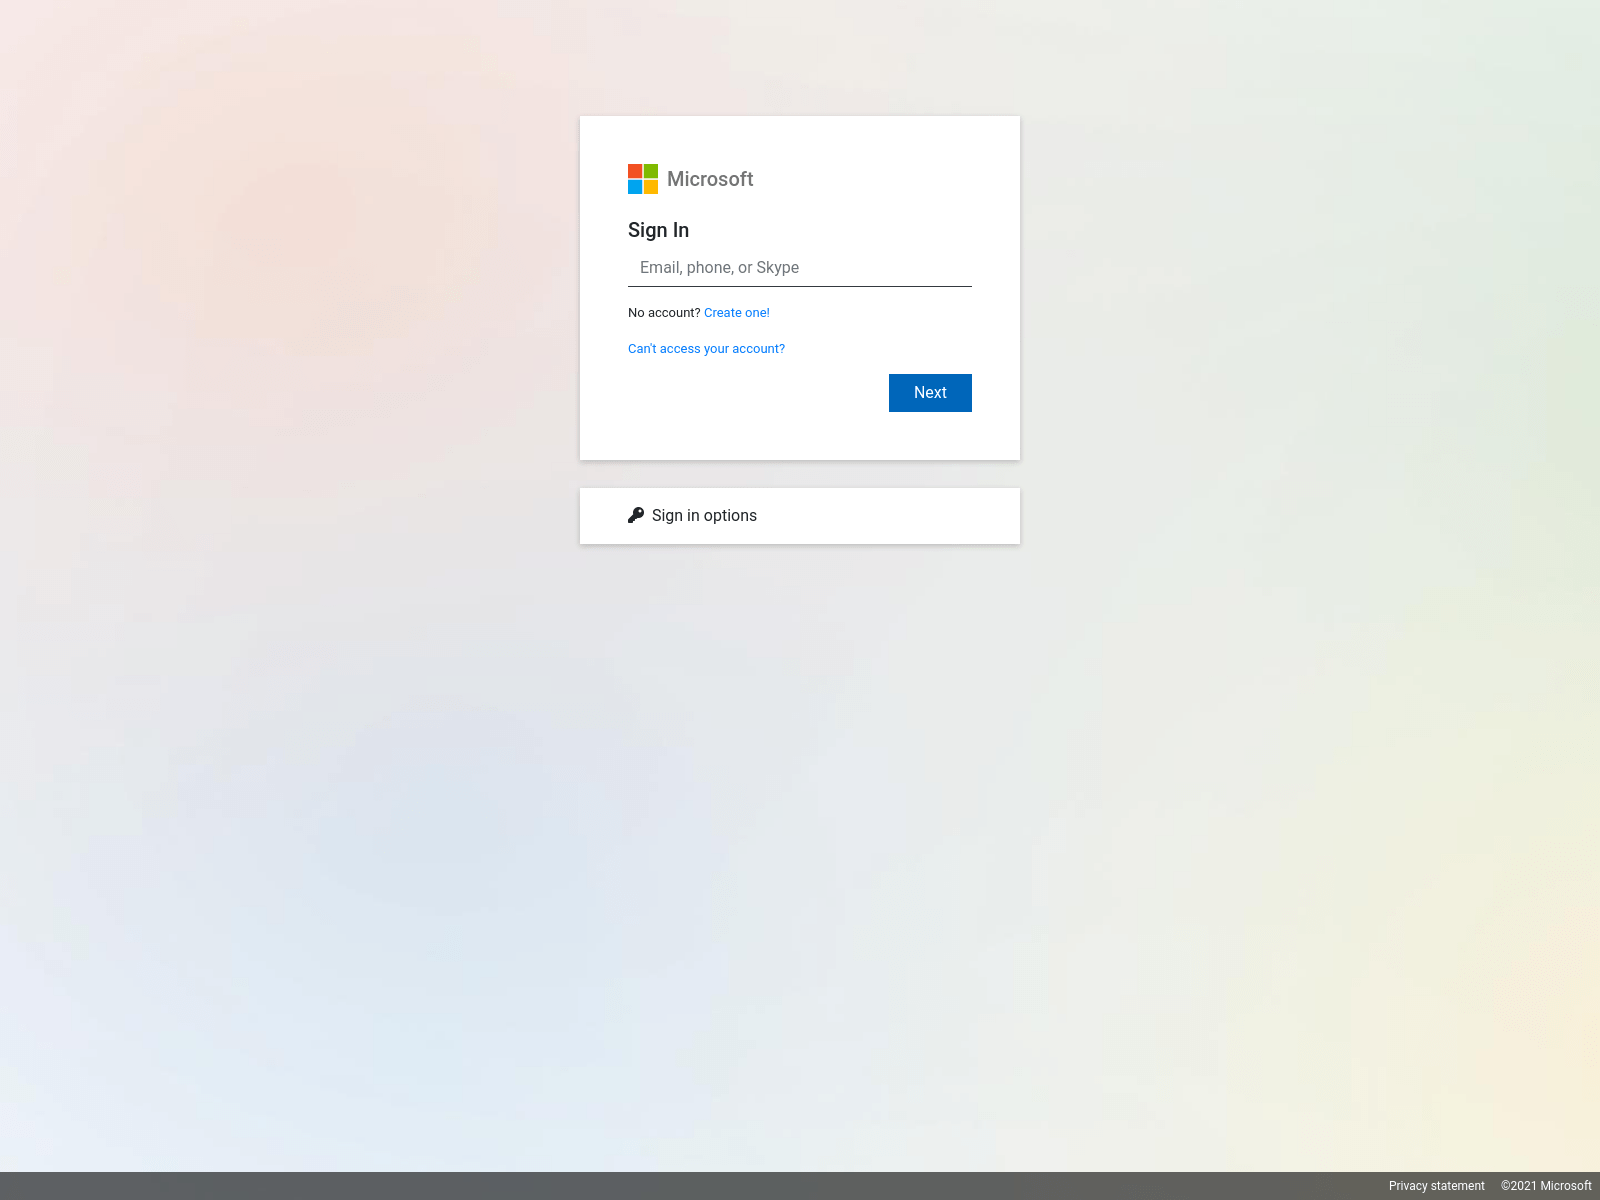 Microsoft
Sign In
Email, phone, or Skype
No account? Create one!
Can't access your account?
Next
Sign in options
Privacy statement ©2021 Microsoft